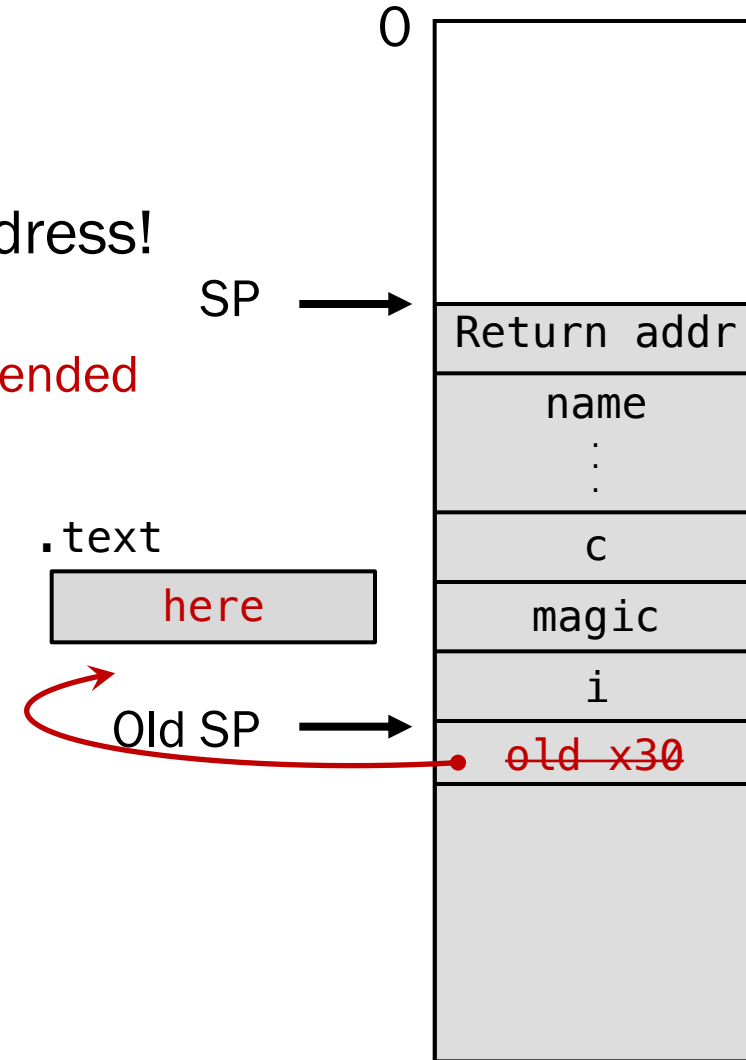 0
dress!
SP
Return addr
ended
name
.
.
.
.text
c
here
magic
i
Old SP
old x30